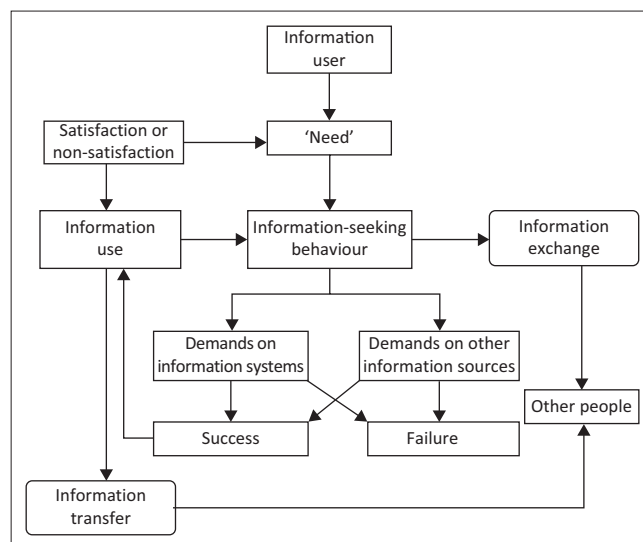 Information
user
Satisfaction or
non-satisfaction
‘Need’
Information
use
Information-seeking
behaviour
Information
exchange
Demands on
information systems
Demands on other
information sources
Other people
Success
Failure
Information
transfer